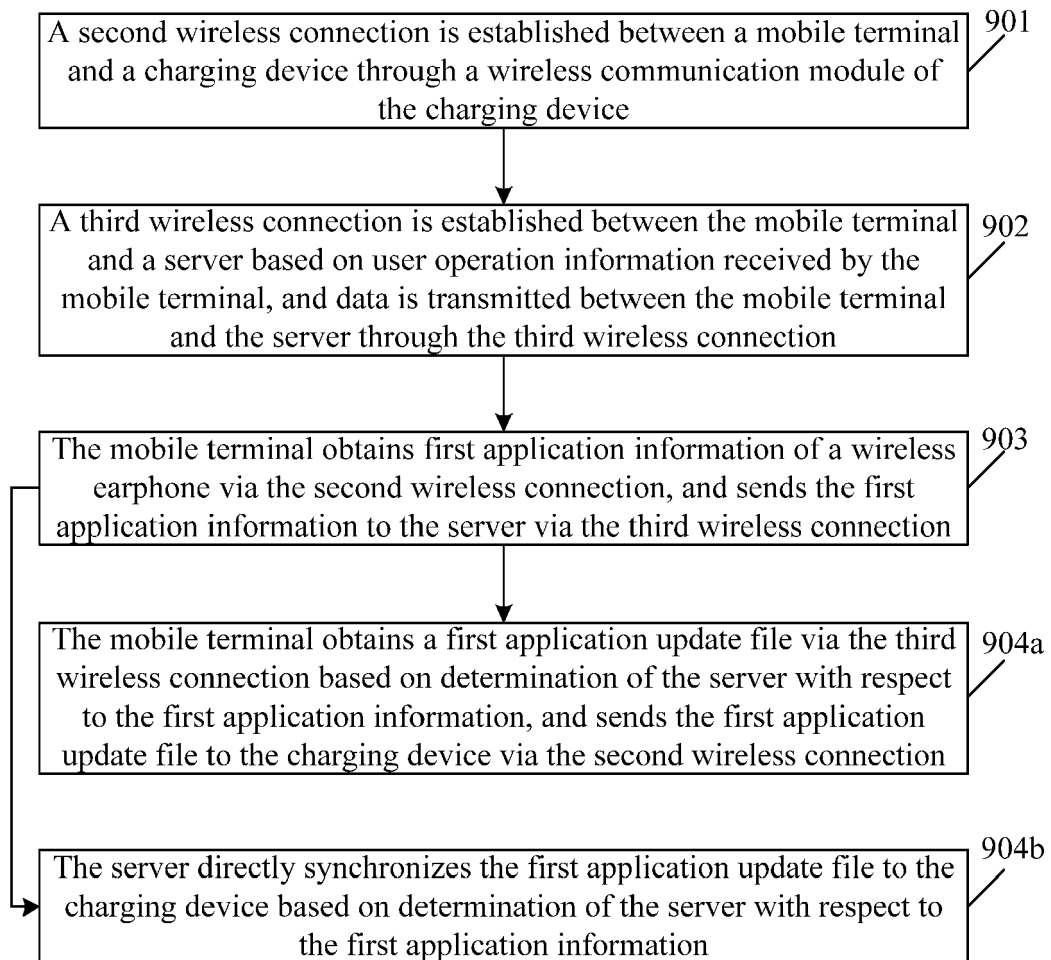 A second wireless connection is established between a mobile terminal
and a charging device through a wireless communication module of
the charging device
901
A third wireless connection is established between the mobile terminal
and a server based on user operation information received by the
mobile terminal, and data is transmitted between the mobile terminal
and the server through the third wireless connection
902
The mobile terminal obtains first application information of a wireless
earphone via the second wireless connection, and sends the first
application information to the server via the third wireless connection
903
The mobile terminal obtains a first application update file via the third
wireless connection based on determination of the server with respect
to the first application information, and sends the first application
update file to the charging device via the second wireless connection
904a
The server directly synchronizes the first application update file to the
charging device based on determination of the server with respect to
the first application information
904b